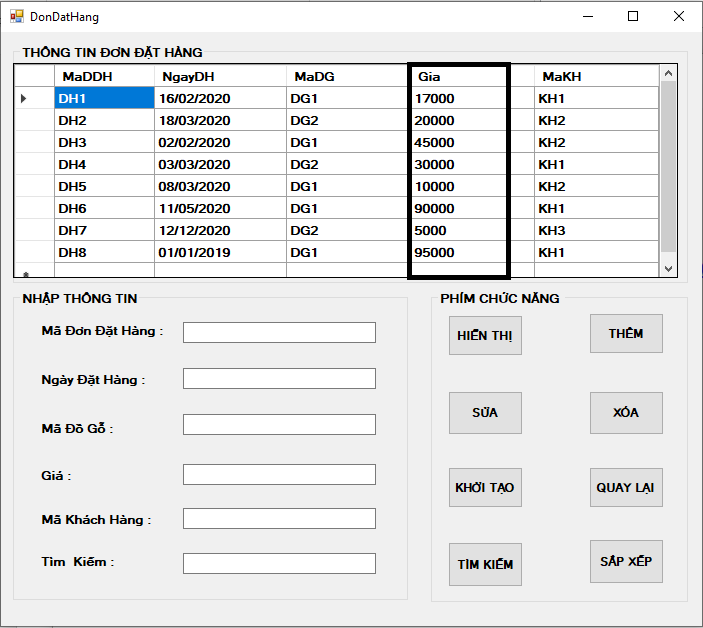 DonDatHang
THÔNG TIN ĐƠN ĐẶT HÀNG
MaDDH NgayDH MaDG Gia MaKH
DH1 16/02/2020 DG1 17000 KH1
DH2 18/03/2020 DG2 20000 KH2
DH3 02/02/2020 DG1 45000 KH2
DH4 03/03/2020 DG2 30000 KH1
DH5 08/03/2020 DG1 10000 KH2
DH6 11/05/2020 DG1 90000 KH1
DH7 12/12/2020 DG2 5000 KH3
DH8 01/01/2019 DG1 95000 KH1
NHẬP THÔNG TIN
Mã Đơn Đặt Hàng :
Ngày Đặt Hàng :
Mã Đồ Gỗ :
Giá :
Mã Khách Hàng :
Tìm Kiếm :
PHÍM CHỨC NĂNG
HIỂN THỊ THÊM
SỬA XÓA
KHỞI TẠO QUAY LẠI
TÌM KIẾM SẮP XẾP